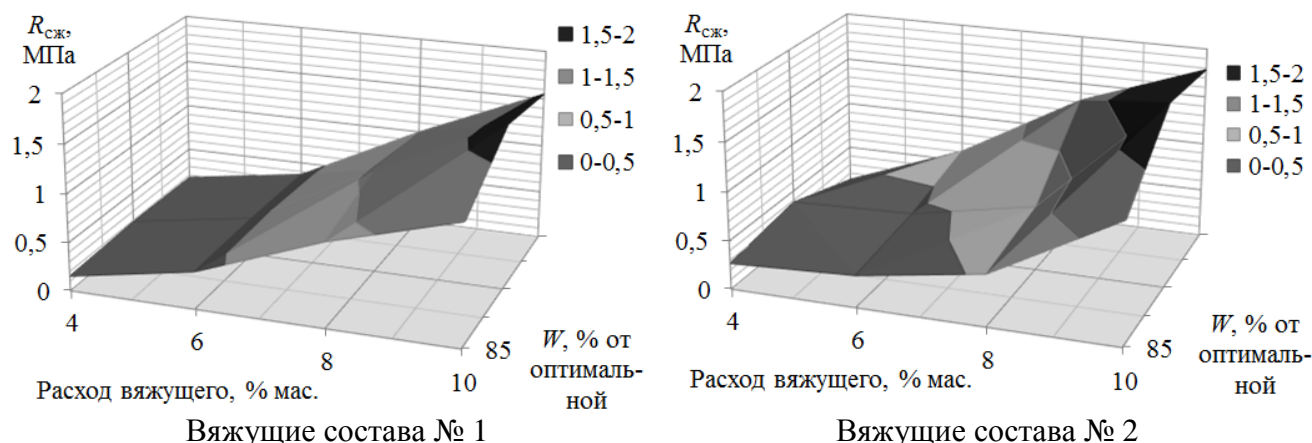 R сж,
МПа
2
1,5
1
0,5
0
4
6
8
10
85
W, % от
оптималь-
ной
Расход вяжущего, % мас.
1,5-2
1-1,5
0,5-1
0-0,5
Вяжущие состава № 1
R сж,
МПа
2
1,5
1
0,5
0
4
6
8
10
85
W, % от
оптималь-
ной
Расход вяжущего, % мас.
1,5-2
1-1,5
0,5-1
0-0,5
Вяжущие состава № 2